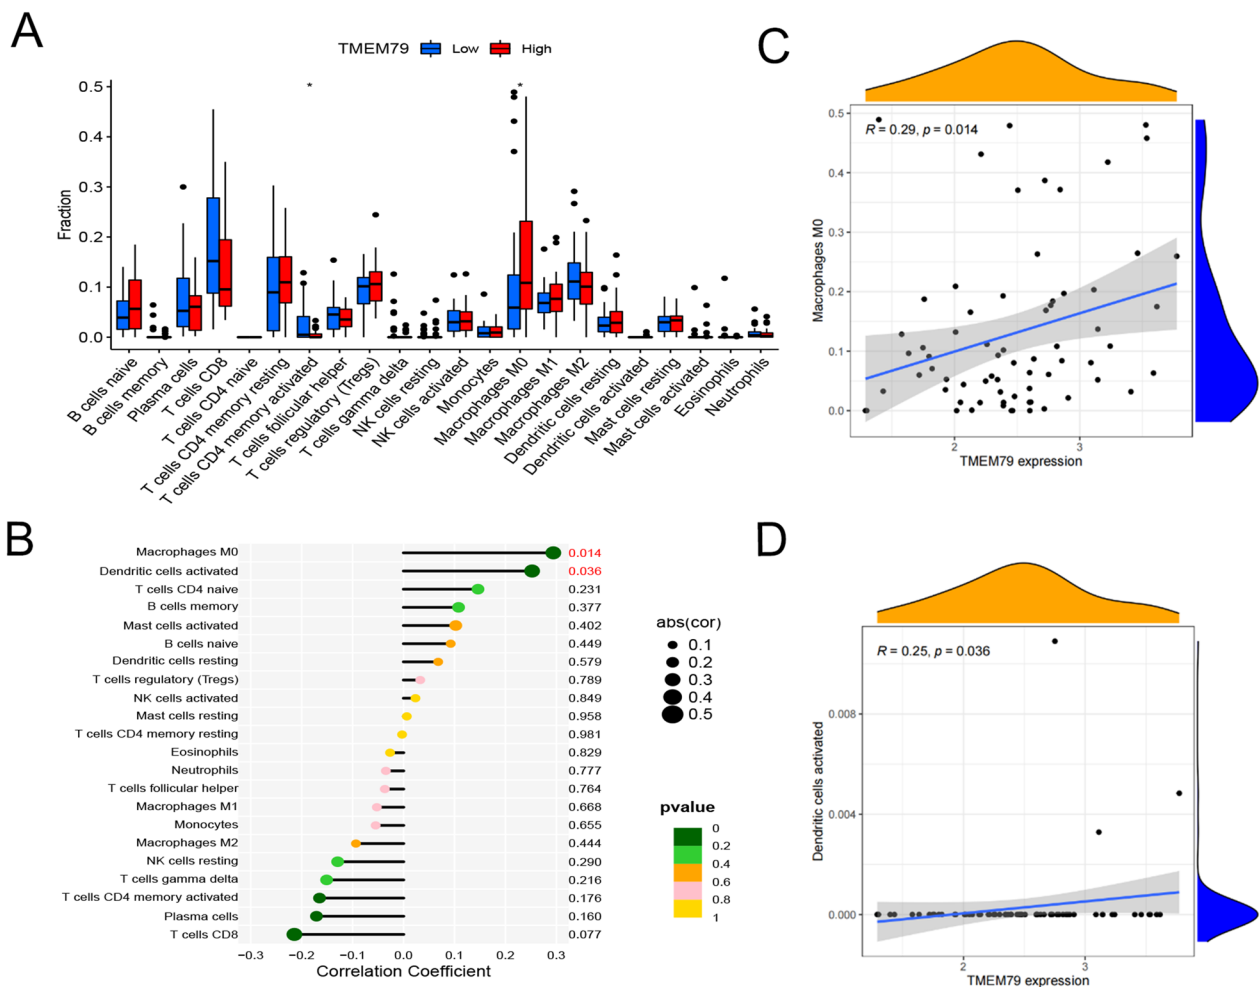 A
TMEM79 Low High
Fraction
0.5
0.4
0.3
0.2
0.1
0.0
*
*
B cells naive
B cells memory
Plasma cells
T cells CD8
T cells CD4 naive
T cells CD4 memory resting
T cells CD4 memory activated
T cells follicular helper
T cells regulatory (Tregs)
T cells gamma delta
NK cells resting
NK cells activated
Monocytes
Macrophages M0
Macrophages M1
Macrophages M2
Dendritic cells resting
Dendritic cells activated
Mast cells resting
Mast cells activated
Eosinophils
Neutrophils
B
Macrophages M0 0.014
Dendritic cells activated 0.036
T cells CD4 naive 0.231
B cells memory 0.377
Mast cells activated 0.402
B cells naive 0.449
Dendritic cells resting 0.579
T cells regulatory (Tregs) 0.789
NK cells activated 0.849
Mast cells resting 0.958
T cells CD4 memory resting 0.981
Eosinophils 0.829
Neutrophils 0.777
T cells follicular helper 0.764
Macrophages M1 0.668
Monocytes 0.655
Macrophages M2 0.444
NK cells resting 0.290
T cells gamma delta 0.216
T cells CD4 memory activated 0.176
Plasma cells 0.160
T cells CD8 0.077
−0.3 −0.2 −0.1 0.0 0.1 0.2 0.3
Correlation Coefficient
abs(cor)
0.1
0.2
0.3
0.4
0.5
pvalue
0
0.2
0.4
0.6
0.8
1
C
R = 0.29, p = 0.014
Macrophages M0
0.5
0.4
0.3
0.2
0.1
0.0
2 3
TMEM79 expression
D
R = 0.25, p = 0.036
Dendritic cells activated
0.008
0.004
0.000
2 3
TMEM79 expression